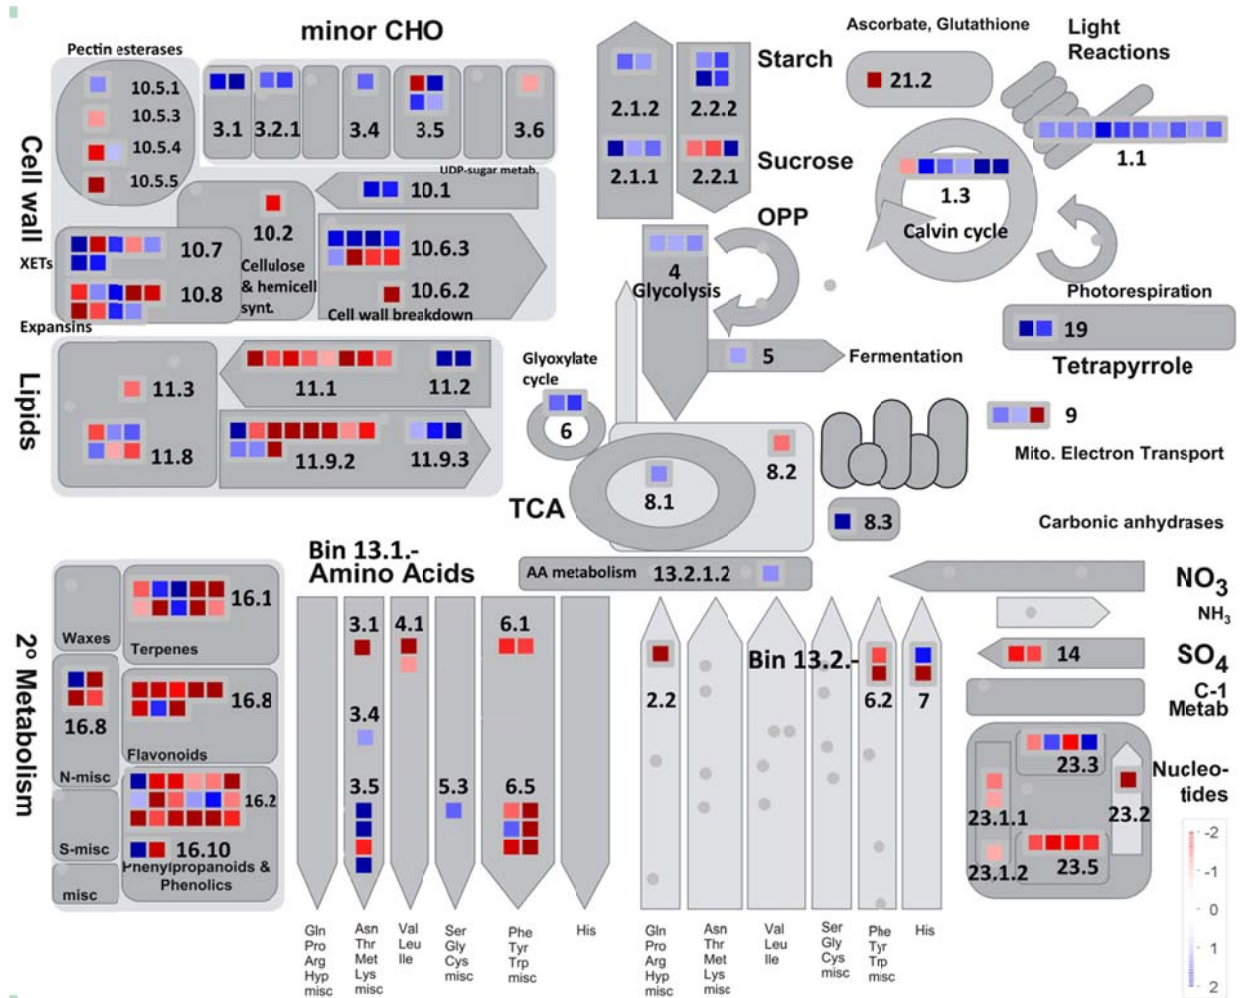 minor CHO
Pectin esterases
10.5.1
10.5.3
10.5.4
10.5.5
Cell wall
3.1
3.2.1
3.4
3.5
3.6
UDP-sugar metab.
10.1
10.2
Cellulose
& hemicell
synt.
10.6.3
10.6.2
Cell wall breakdown
XETs
10.7
10.8
Expansins
Lipids
11.1
11.2
11.3
11.8
11.9.2
11.9.3
Starch
2.1.2
2.2.2
Sucrose
2.1.1
2.2.1
OPP
4
Glycolysis
5
Fermentation
Glyoxylate
cycle
6
TCA
8.1
8.2
8.3
Carbonic anhydrases
Ascorbate, Glutathione
21.2
Light
Reactions
1.1
1.3
Calvin cycle
Photorespiration
19
Tetrapyrrole
9
Mito. Electron Transport
2º Metabolism
Waxes
16.1
Terpenes
16.8
N-misc
16.8
Flavonoids
16.2
S-misc
16.10
Phenylpropanoids &
Phenolics
misc
Bin 13.1.-
Amino Acids
AA metabolism
13.2.1.2
3.1
4.1
6.1
3.4
3.5
5.3
6.5
Gln
Pro
Arg
Hyp
misc
Asn
Thr
Met
Lys
misc
Val
Leu
Ile
Ser
Gly
Cys
misc
Phe
Tyr
Trp
misc
His
Bin 13.2.-
2.2
6.2
7
Gln
Pro
Arg
Hyp
misc
Asn
Thr
Met
Lys
misc
Val
Leu
Ile
Ser
Gly
Cys
misc
Phe
Tyr
Trp
misc
His
NO3
NH3
14
SO4
C-1
Metab
Nucleo-
tides
23.3
23.1.1
23.2
23.1.2
23.5
-2
-1
0
1
2